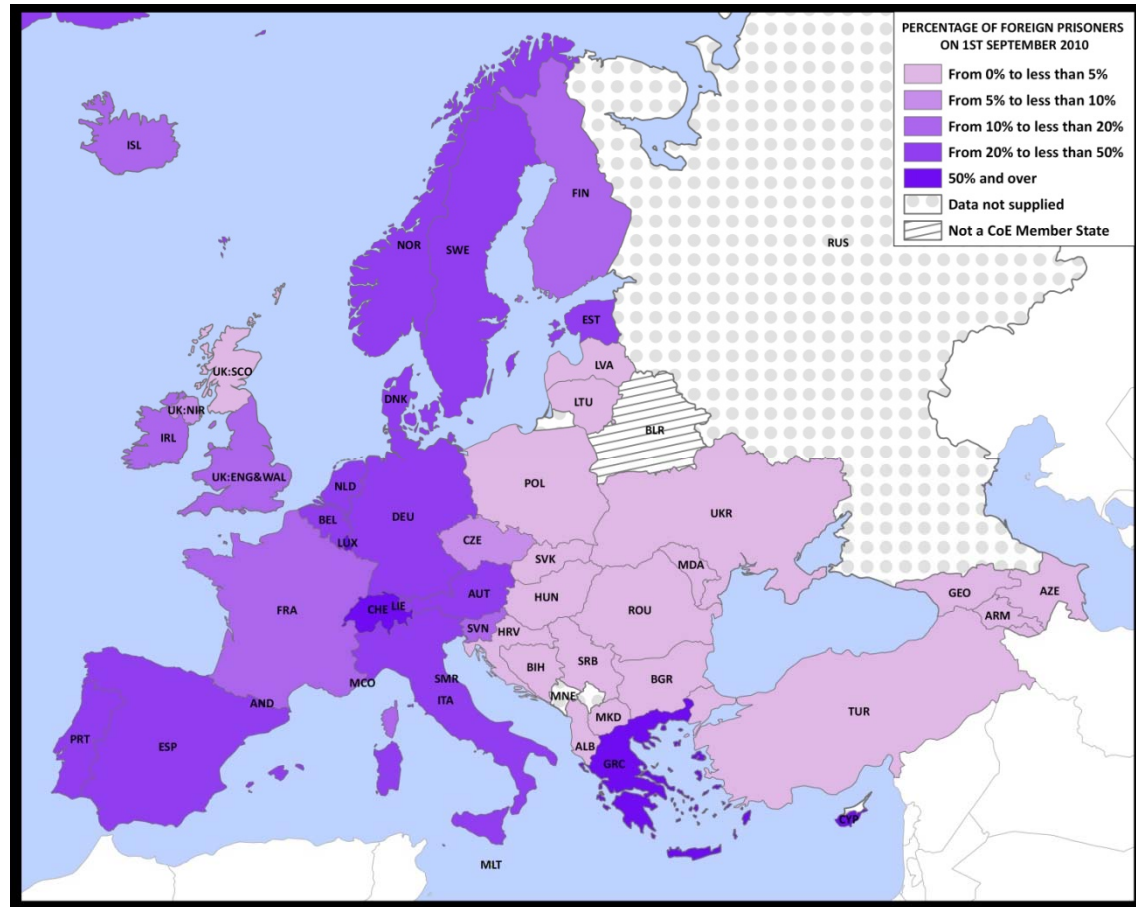 PERCENTAGE OF FOREIGN PRISONERS
ON 1ST SEPTEMBER 2010
From 0% to less than 5%
From 5% to less than 10%
From 10% to less than 20%
From 20% to less than 50%
50% and over
Data not supplied
Not a CoE Member State
ISL
FIN
RUS
NOR
SWE
EST
LVA
UK:SCO
LTU
DNK
UK:NIR
BLR
IRL
UK:ENG&WAL
NLD
POL
DEU
BEL
UKR
LUX
CZE
SVK
MDA
AUT
HUN
GEO
AZE
FRA
CHE
LIE
ROU
ARM
SVN
HRV
SRB
BIH
MCO
SMR
BGR
MNE
ITA
AND
MKD
TUR
PRT
ESP
ALB
GRC
CYP
MLT